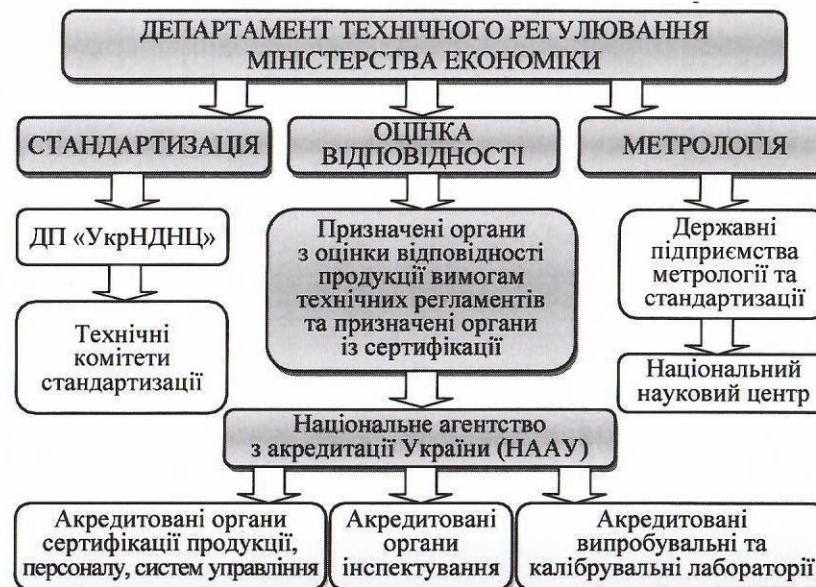 ДЕПАРТАМЕНТ ТЕХНІЧНОГО РЕГУЛЮВАННЯ
МІНІСТЕРСТВА ЕКОНОМІКИ
СТАНДАРТИЗАЦІЯ
ОЦІНКА
ВІДПОВІДНОСТІ
МЕТРОЛОГІЯ
ДП «УкрНДНЦ»
Технічні
комітети
стандартизації
Призначені органи
з оцінки відповідності
продукції вимогам
технічних регламентів
та призначені органи
із сертифікації
Державні
підприємства
метрології та
стандартизації
Національний
науковий центр
Національне агентство
з акредитації України (НААУ)
Акредитовані органи
сертифікації продукції,
персоналу, систем управління
Акредитовані
органи
інспектування
Акредитовані
випробувальні та
калібрувальні лабораторії